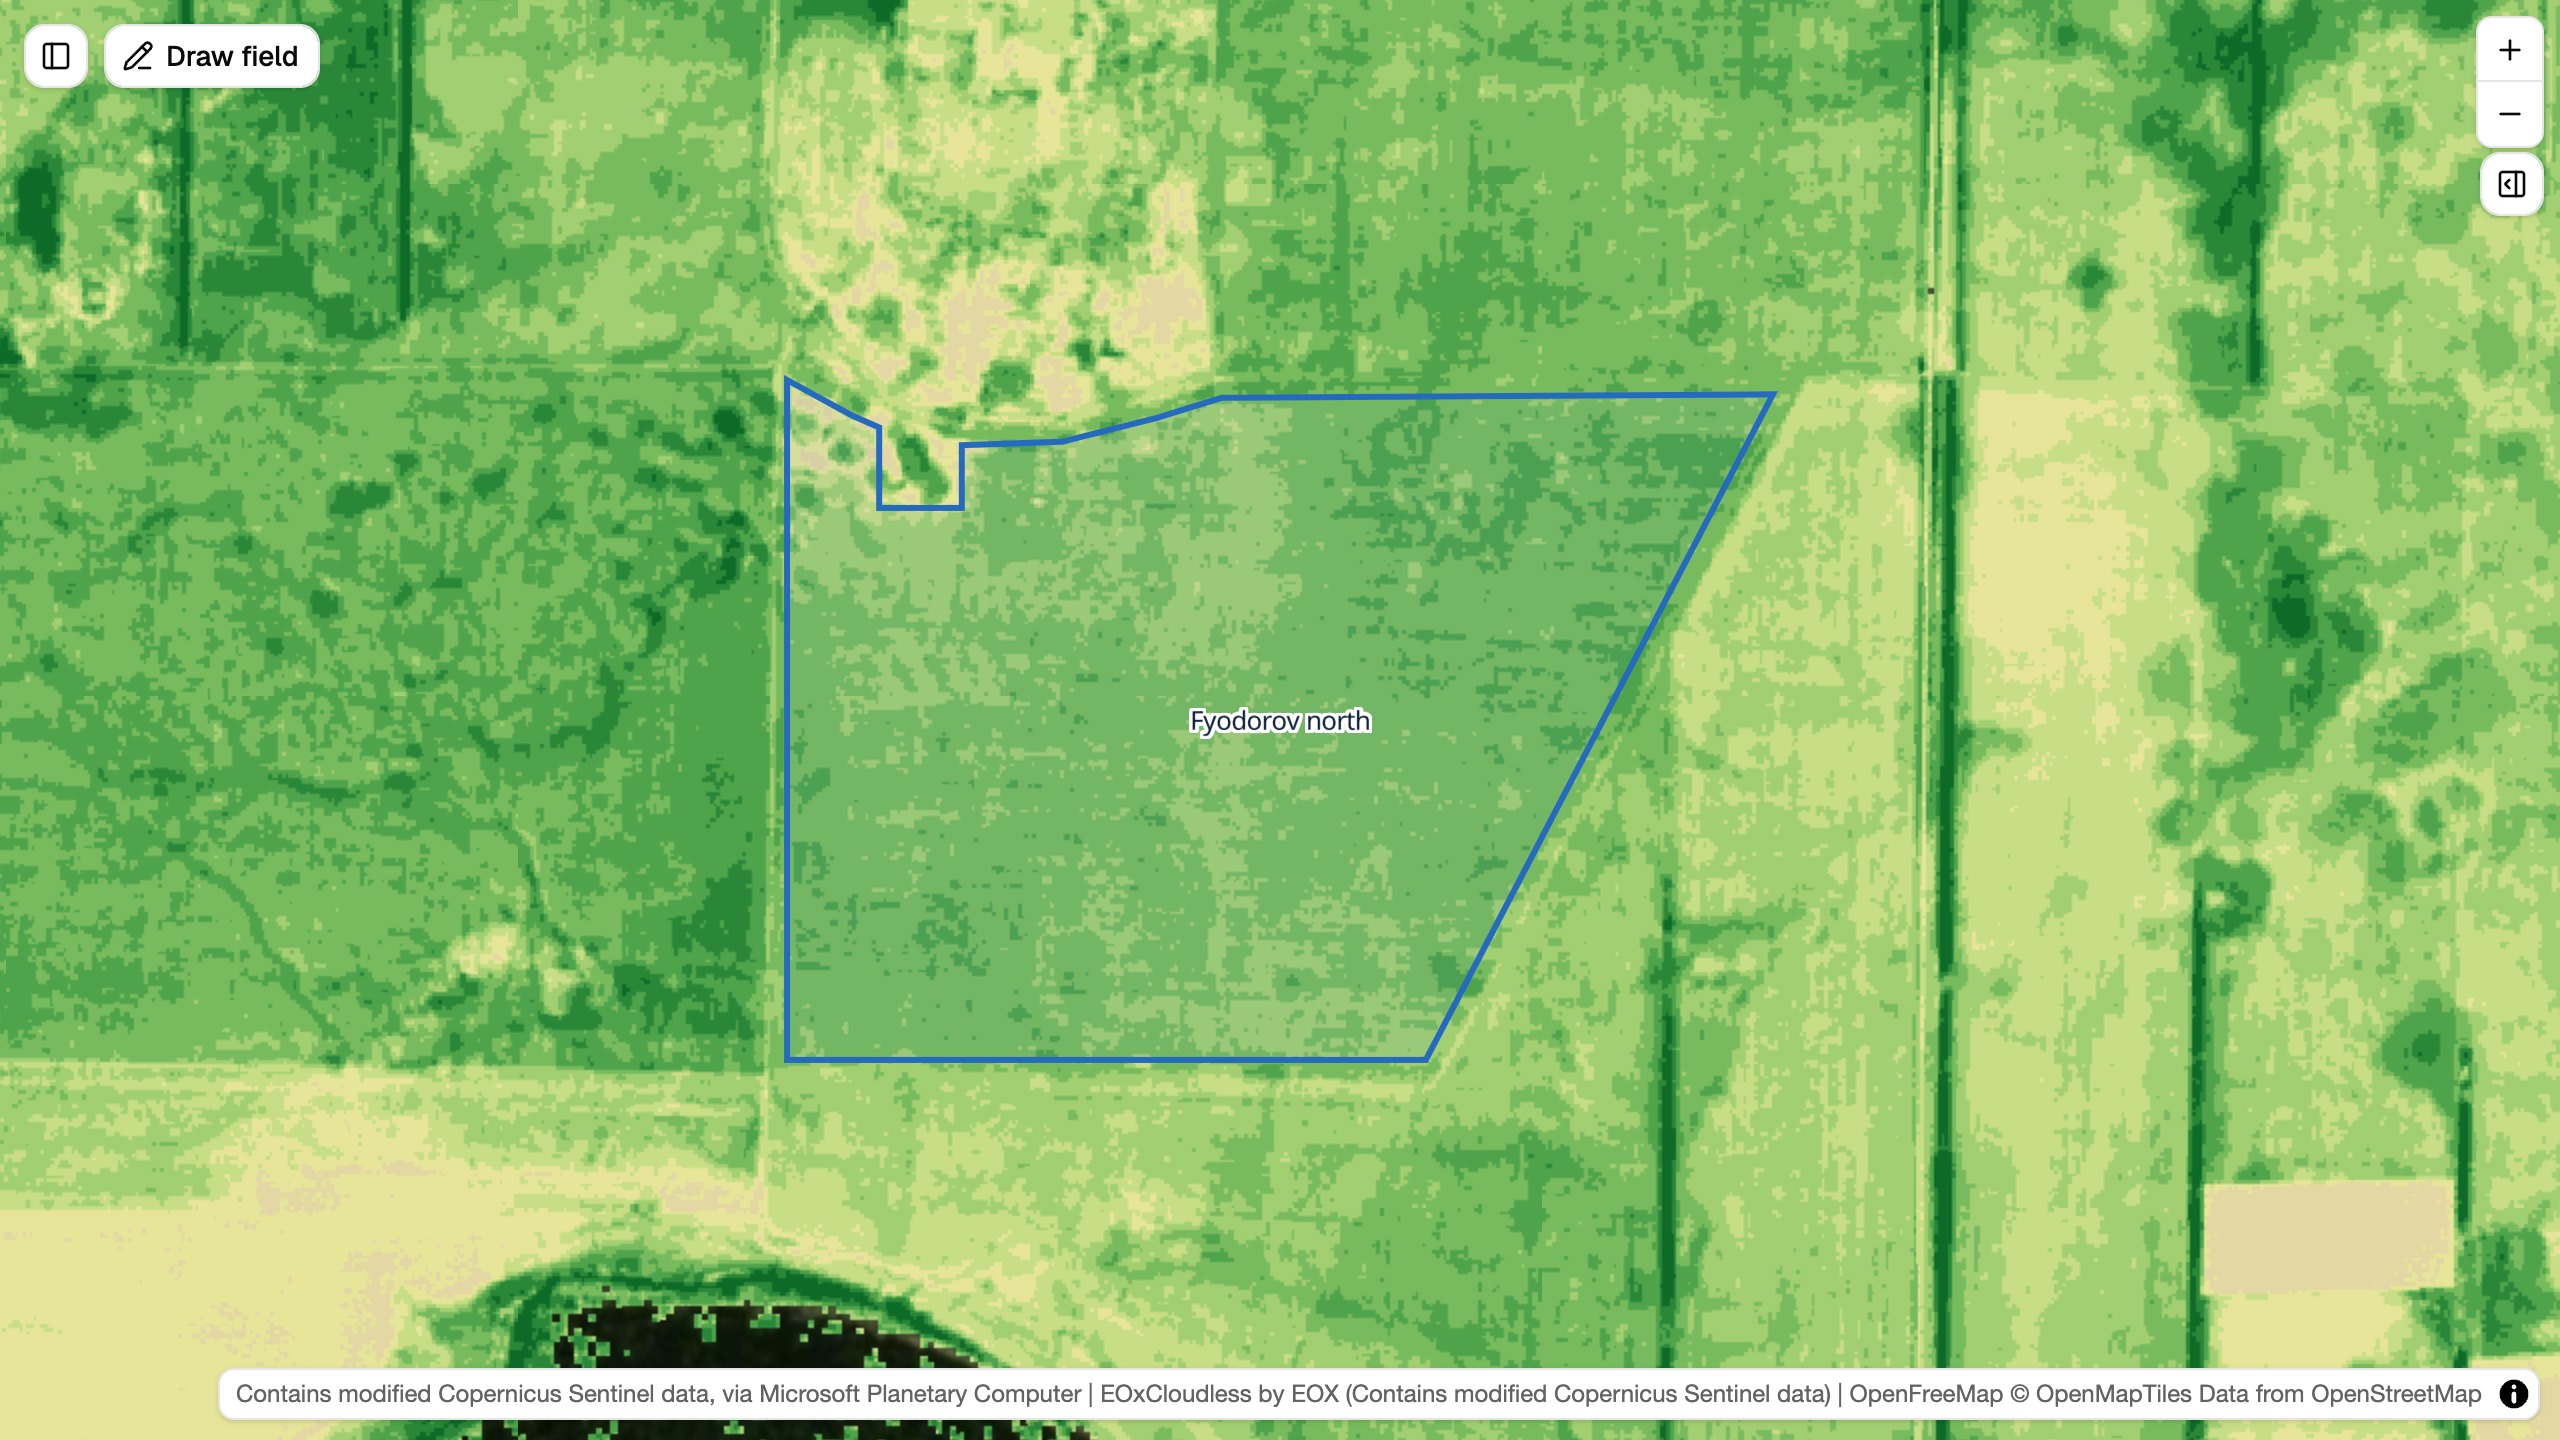 Draw field
Fyodorov north
Contains modified Copernicus Sentinel data, via Microsoft Planetary Computer | EOxCloudless by EOX (Contains modified Copernicus Sentinel data) | OpenFreeMap © OpenMapTiles Data from OpenStreetMap